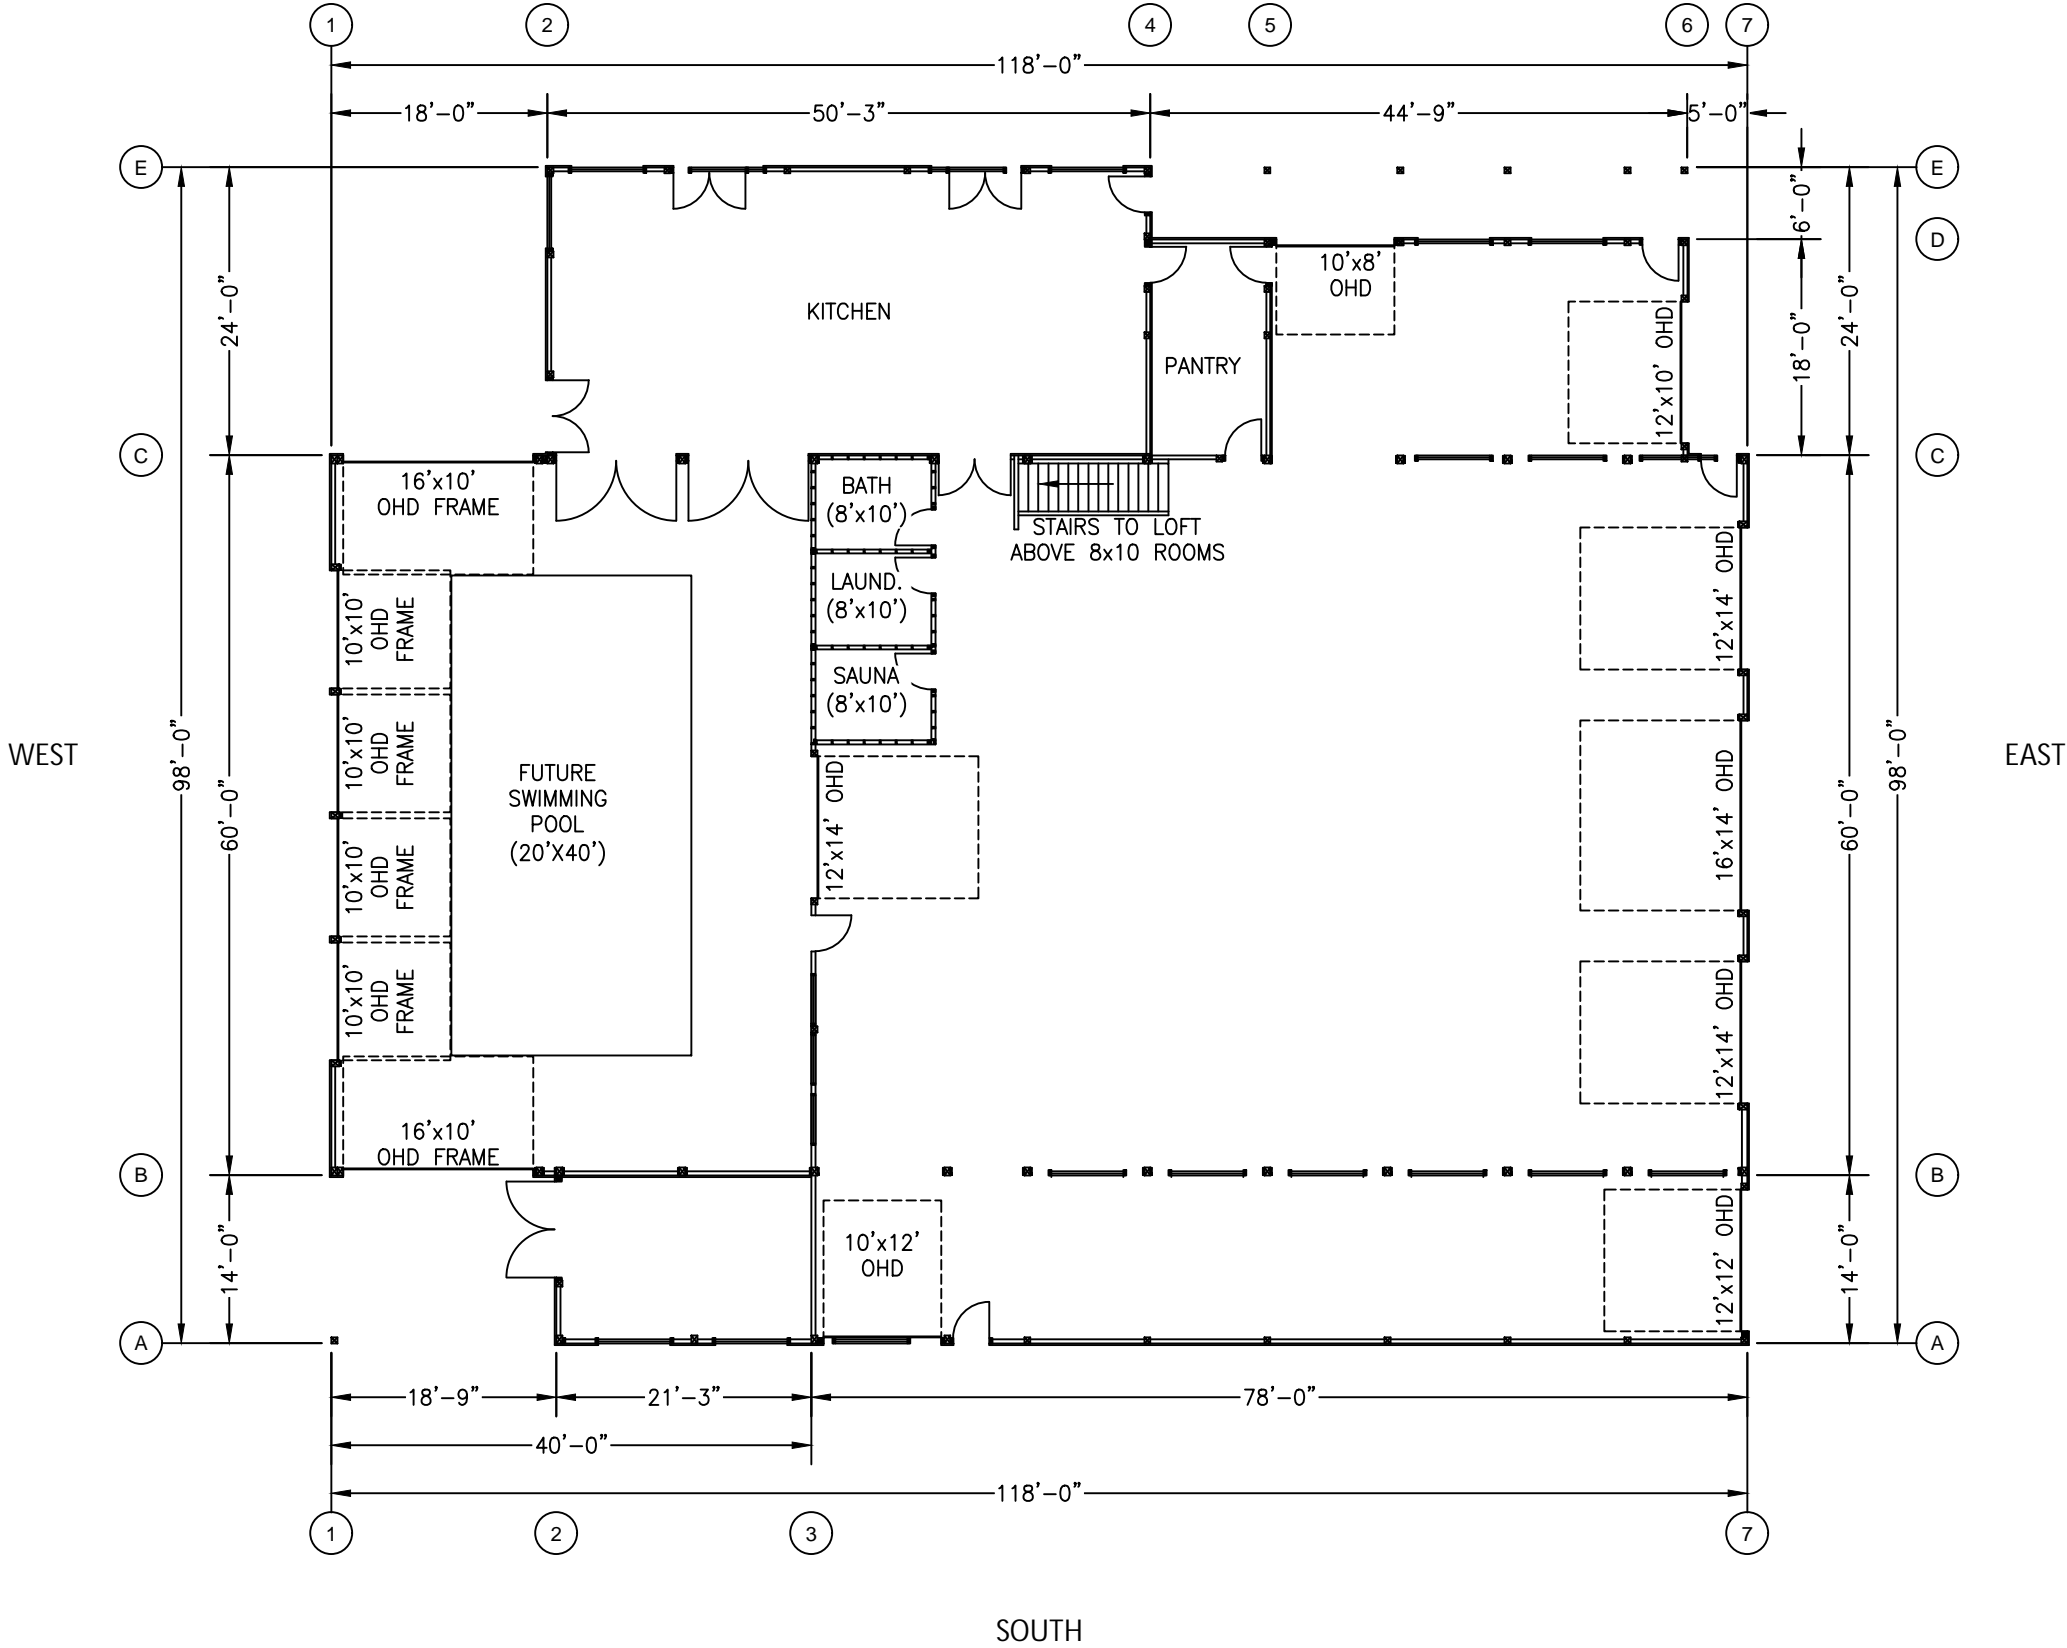 1 2 4 5 6 7
118'-0"
18'-0" 50'-3" 44'-9" 5'-0"
E E
6'-0"
D
24'-0"
10'x8'
OHD
KITCHEN
12'x10' OHD
18'-0"
24'-0"
PANTRY
C C
16'x10'
OHD FRAME
BATH
(8'x10')
STAIRS TO LOFT
ABOVE 8x10 ROOMS
10'x10'
OHD
FRAME
LAUND.
(8'x10')
12'x14' OHD
SAUNA
(8'x10')
10'x10'
OHD
FRAME
WEST
98'-0"
60'-0"
FUTURE
SWIMMING
POOL
(20'X40')
12'x14' OHD
16'x14' OHD
60'-0"
98'-0"
EAST
10'x10'
OHD
FRAME
10'x10'
OHD
FRAME
12'x14' OHD
16'x10'
OHD FRAME
B B
14'-0"
10'x12'
OHD
12'x12' OHD
14'-0"
A A
18'-9" 21'-3" 78'-0"
40'-0"
118'-0"
1 2 3 7
SOUTH